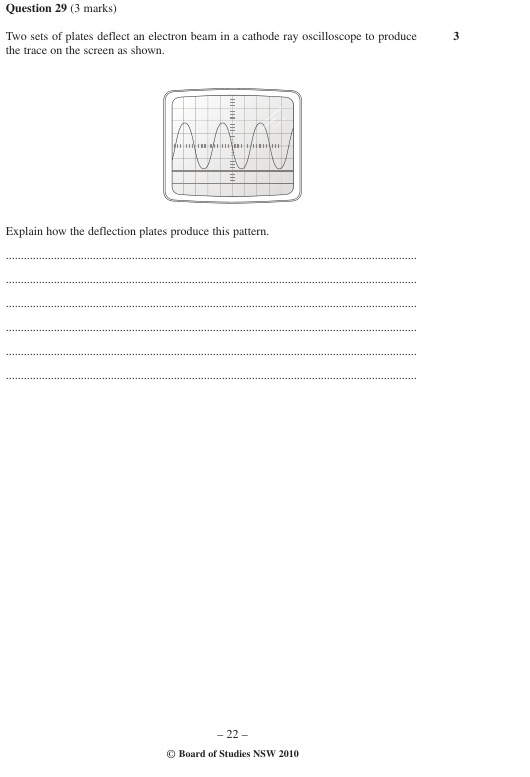 Question 29 (3 marks)
Two sets of plates deflect an electron beam in a cathode ray oscilloscope to produce 3
the trace on the screen as shown.
Explain how the deflection plates produce this pattern.
– 22 –
© Board of Studies NSW 2010